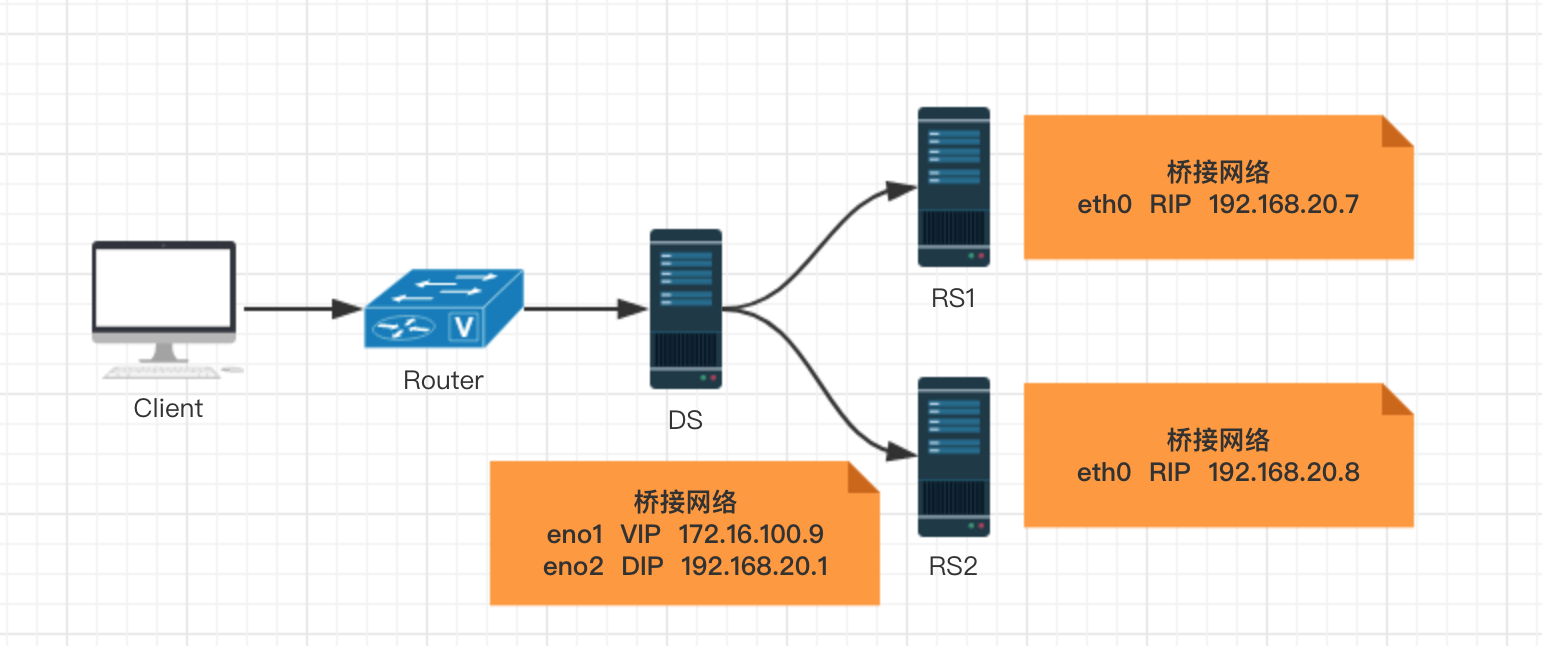 桥接网络
eth0 RIP 192.168.20.7
RS1
V
Router
Client
DS
桥接网络
eth0 RIP 192.168.20.8
桥接网络
eno1 VIP 172.16.100.9
eno2 DIP 192.168.20.1
RS2